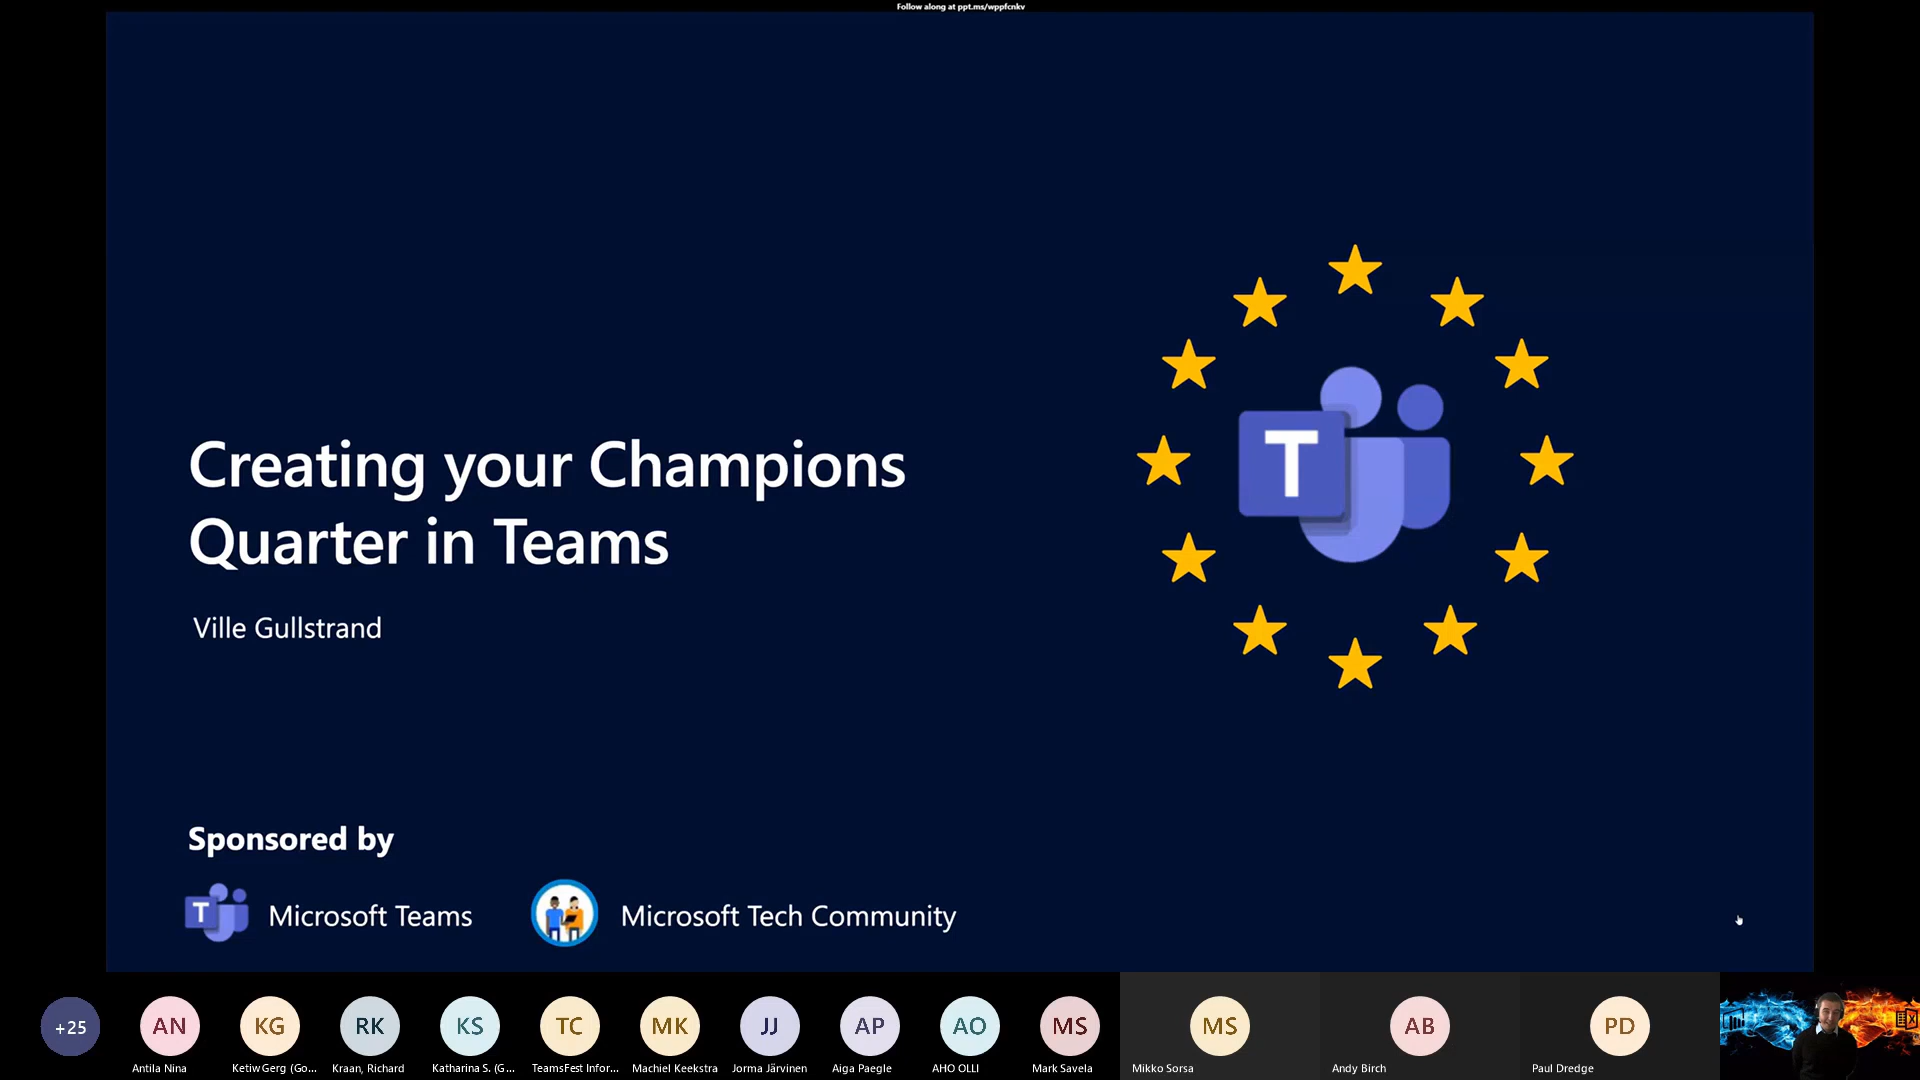 Follow along at ppt.ms/wppfcnkv
Creating your Champions
Quarter in Teams
Ville Gullstrand
T
Sponsored by
T
Microsoft Teams
Microsoft Tech Community
+25
AN
KG
RK
KS
TC
MK
JJ
AP
AO
MS
MS
AB
PD
Antila Nina
Ketiw Gerg (Go...
Kraan, Richard
Katharina S. (G...
TeamsFest Infor...
Machiel Keekstra
Jorma Järvinen
Aiga Paegle
AHO OLLI
Mark Savela
Mikko Sorsa
Andy Birch
Paul Dredge